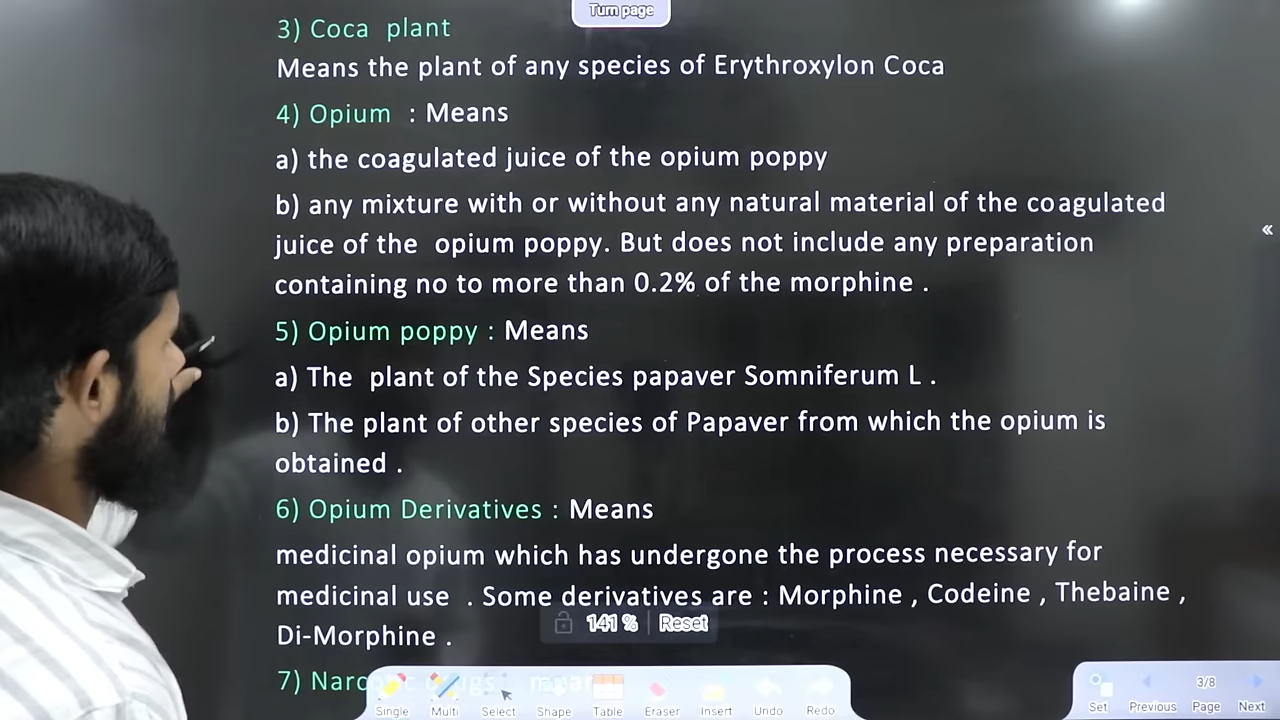 Turn page
3) Coca plant
Means the plant of any species of Erythroxylon Coca
4) Opium : Means
a) the coagulated juice of the opium poppy
b) any mixture with or without any natural material of the coagulated
juice of the opium poppy. But does not include any preparation
containing no to more than 0.2% of the morphine .
5) Opium poppy : Means
a) The plant of the Species papaver Somniferum L .
b) The plant of other species of Papaver from which the opium is
obtained .
6) Opium Derivatives : Means
medicinal opium which has undergone the process necessary for
medicinal use . Some derivatives are : Morphine , Codeine , Thebaine ,
Di-Morphine .
141 % Reset
7)
Single Multi Select Shape Table Eraser Insert Undo Redo
3/8
Set Previous Page Next